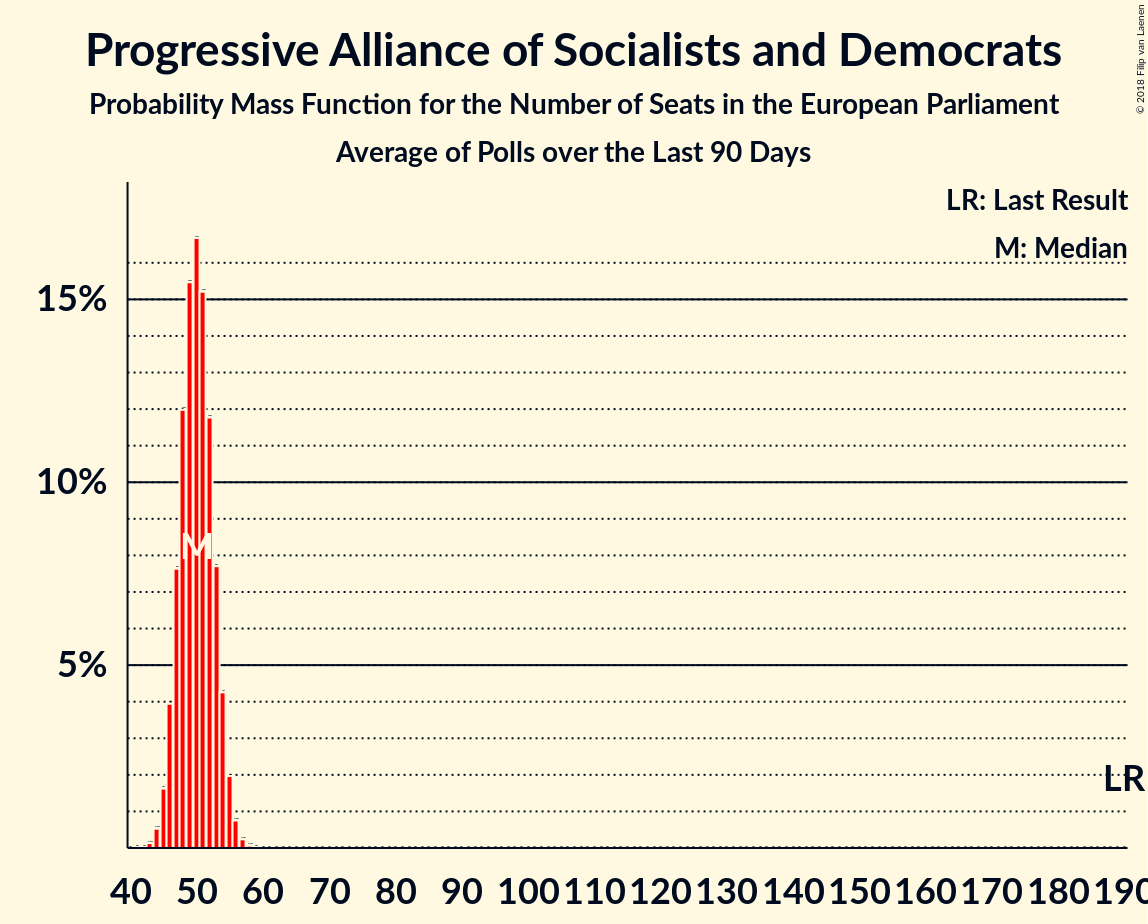 Progressive Alliance of Socialists and Democrats
Probability Mass Function for the Number of Seats in the European Parliament
Average of Polls over the Last 90 Days
© 2018 Filip van Laenen
LR: Last Result
M: Median
15%
10%
M
5%
LR
40 50 60 70 80 90 100 110 120 130 140 150 160 170 180 190